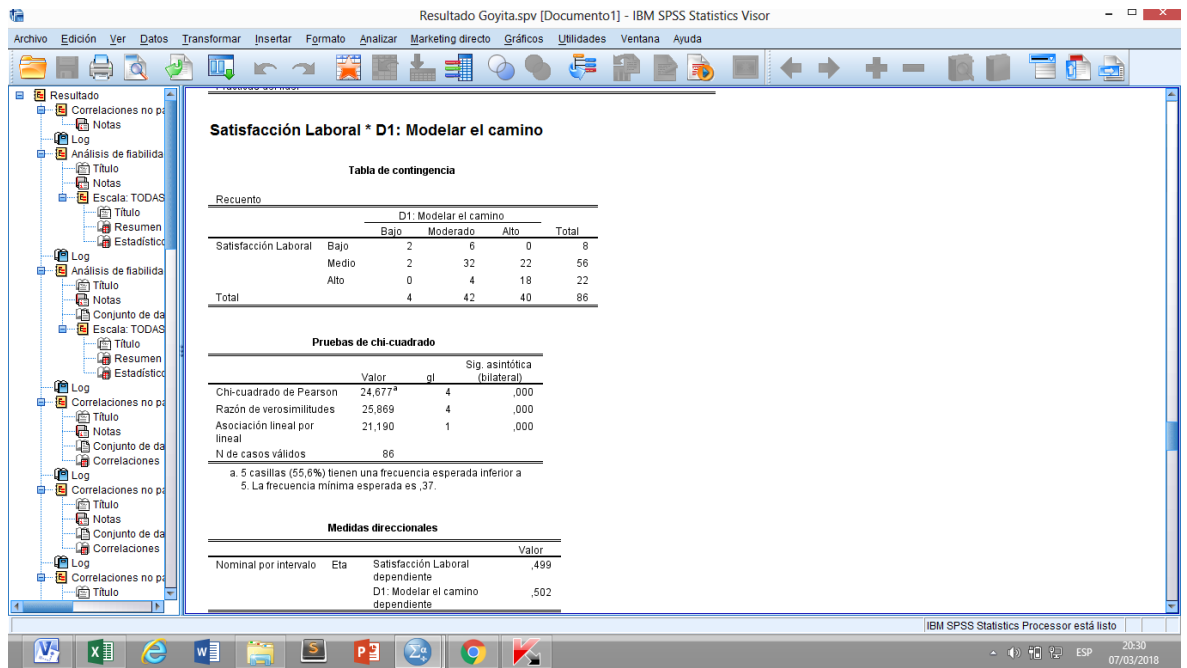 Resultado Goyita.spv [Documento1] - IBM SPSS Statistics Visor
Archivo Edición Ver Datos Transformar Insertar Formato Analizar Marketing directo Gráficos Utilidades Ventana Ayuda
Resultado
Correlaciones no pa
Notas
Log
Análisis de fiabilida
Título
Notas
Escala: TODAS
Título
Resumen
Estadístico
Log
Análisis de fiabilida
Título
Notas
Conjunto de da
Escala: TODAS
Título
Resumen
Estadístico
Log
Correlaciones no pa
Título
Notas
Conjunto de da
Correlaciones
Log
Correlaciones no pa
Título
Notas
Conjunto de da
Correlaciones
Log
Correlaciones no pa
Título
Satisfacción Laboral * D1: Modelar el camino
Tabla de contingencia
Recuento
D1: Modelar el camino
Bajo Moderado Alto Total
Satisfacción Laboral Bajo 2 6 0 8
Medio 2 32 22 56
Alto 0 4 18 22
Total 4 42 40 86
Pruebas de chi-cuadrado
Sig. asintótica
Valor gl (bilateral)
Chi-cuadrado de Pearson 24,677a 4 ,000
Razón de verosimilitudes 25,869 4 ,000
Asociación lineal por 21,190 1 ,000
lineal
N de casos válidos 86
a. 5 casillas (55,6%) tienen una frecuencia esperada inferior a
5. La frecuencia mínima esperada es ,37.
Medidas direccionales
Valor
Nominal por intervalo Eta Satisfacción Laboral ,499
dependiente
D1: Modelar el camino ,502
dependiente
IBM SPSS Statistics Processor está listo
ESP
20:30
07/03/2018